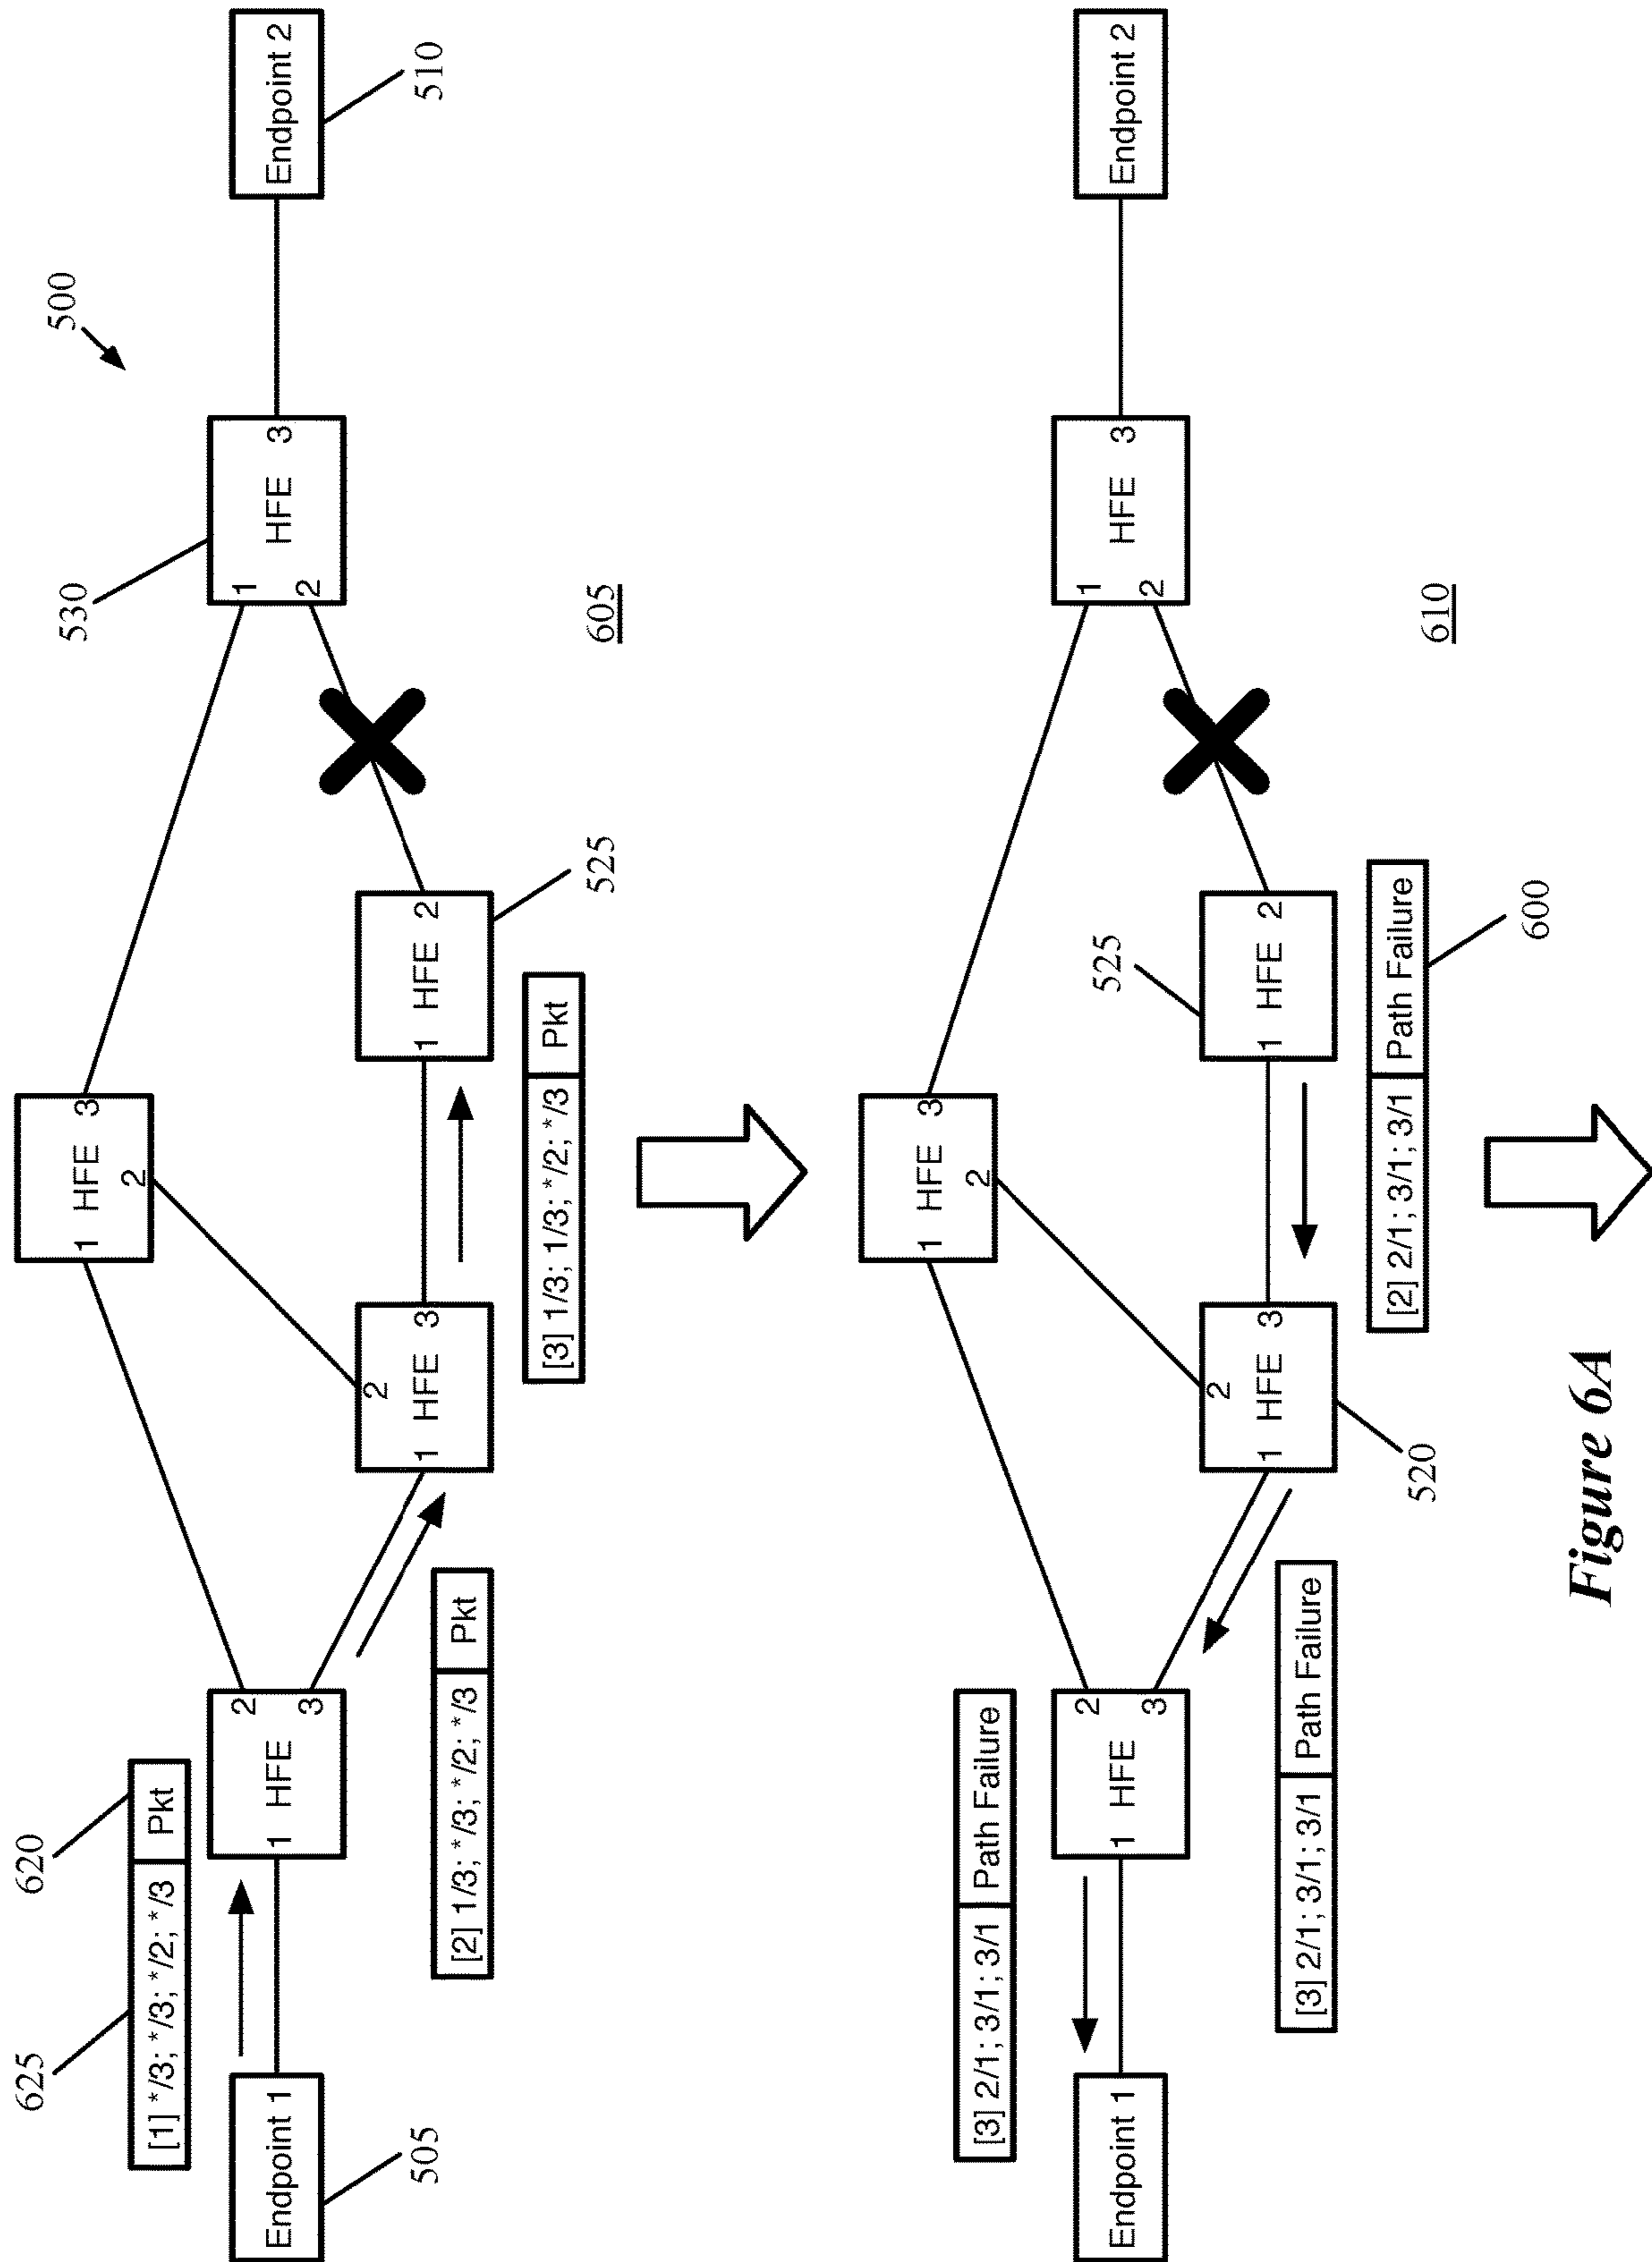 500
620
625
[1] */3; */3; */2; */3 Pkt
530
1 HFE 3
2
Endpoint 1
1 HFE 2
3
1
2
HFE 3
Endpoint 2
505
510
2
1 HFE 3
1 HFE 2
525
[2] 1/3; */3; */2; */3 Pkt
[3] 1/3; 1/3; */2; */3 Pkt
605
1 HFE 3
2
[3] 2/1; 3/1; 3/1 Path Failure
Endpoint 1
1 HFE 2
3
1
2
HFE 3
Endpoint 2
525
2
1 HFE 3
1 HFE 2
[3] 2/1; 3/1; 3/1 Path Failure
520
[2] 2/1; 3/1; 3/1 Path Failure
600
610
Figure 6A